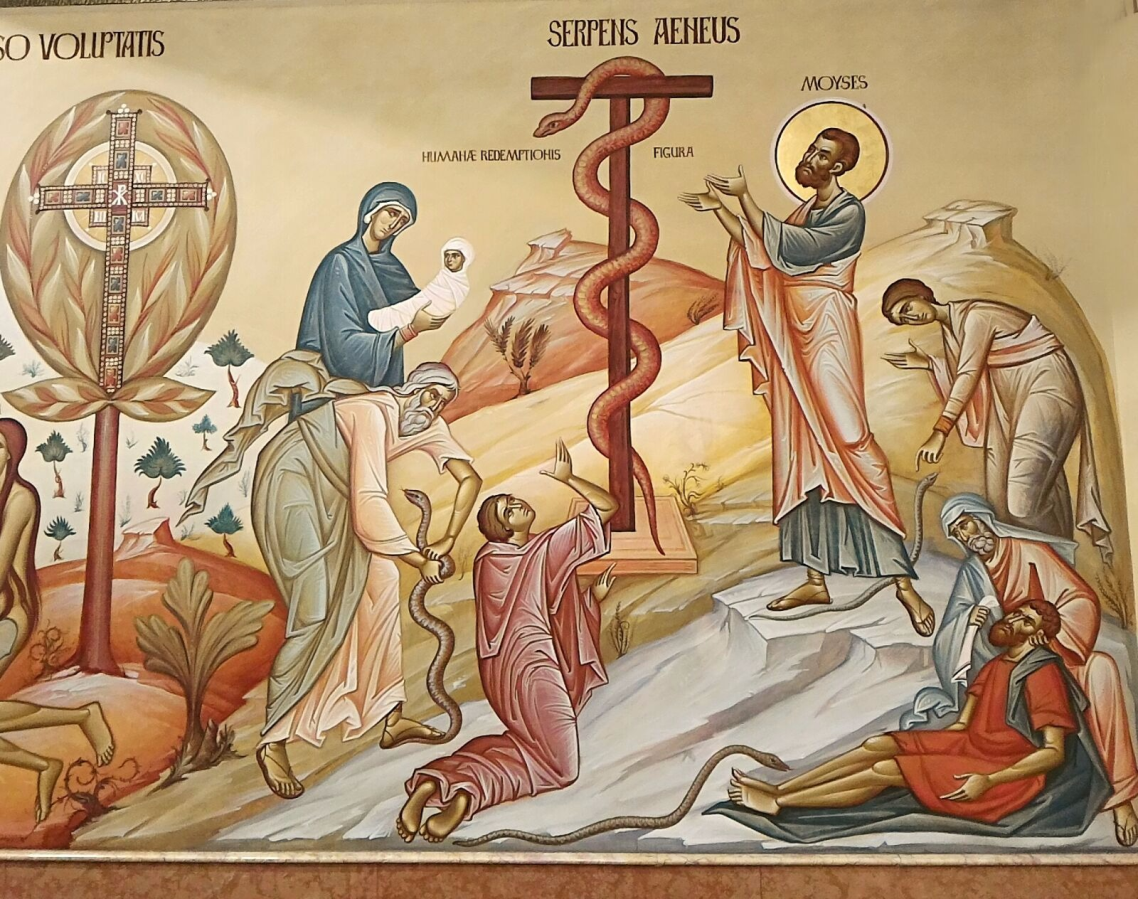 SO VOLUPTATIS
SERPENS AENEUS
MOYSES
HUMANÆ REDEMPTIONIS FIGURA